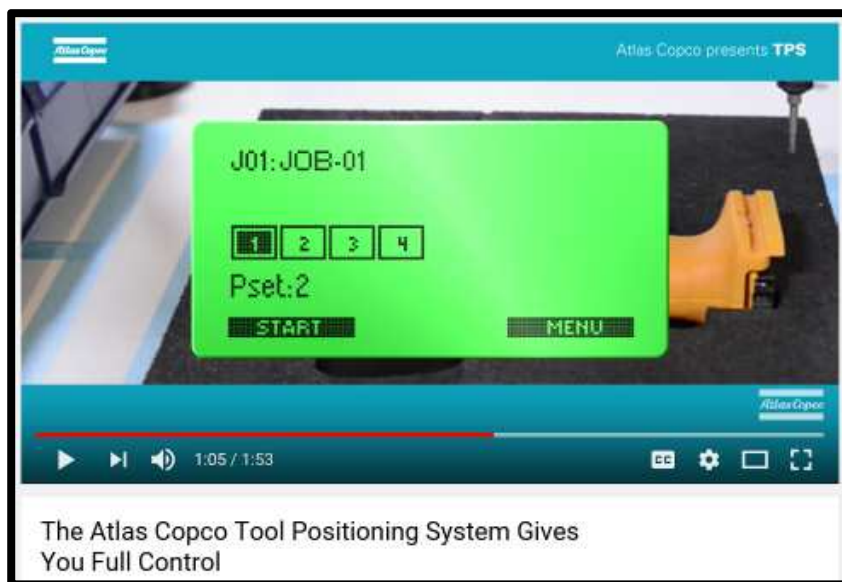 Atlas Copco
Atlas Copco presents TPS
J01:JOB-01
1 2 3 4
Pset:2
START MENU
Atlas Copco
1:05 / 1:53
CC
The Atlas Copco Tool Positioning System Gives
You Full Control